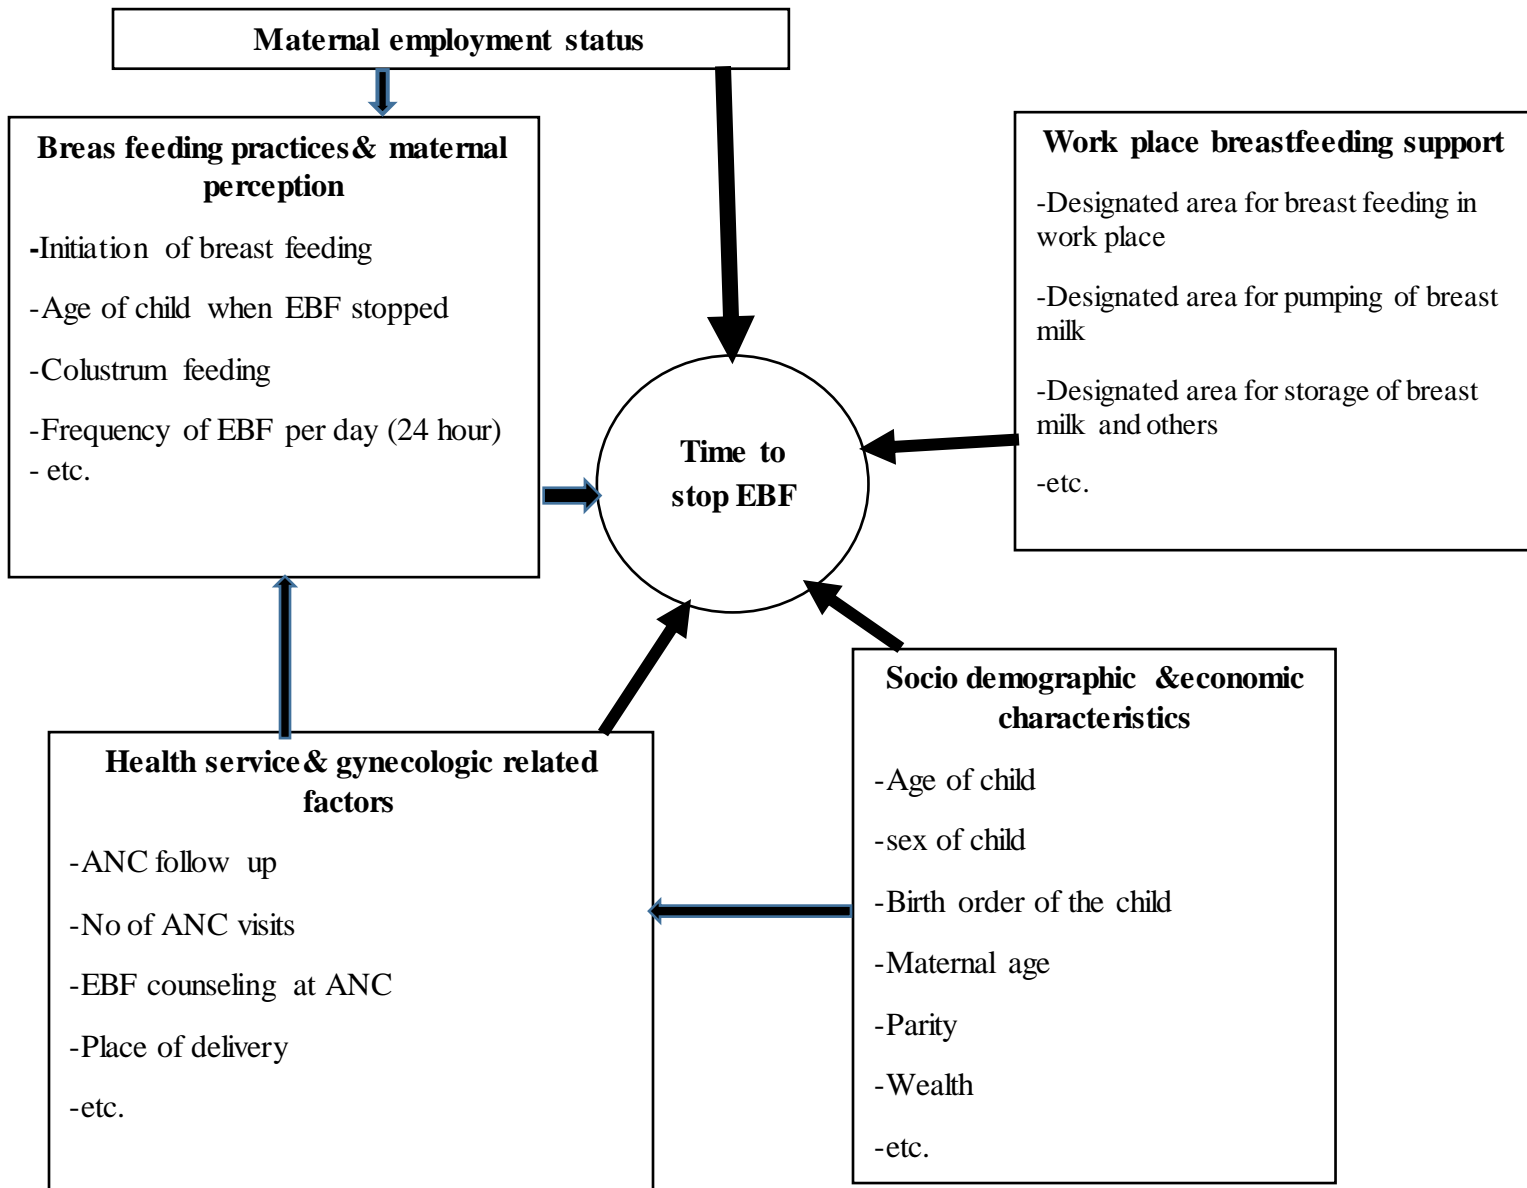 Maternal employment status
Breas feeding practices& maternal
perception
-Initiation of breast feeding
-Age of child when EBF stopped
-Colustrum feeding
-Frequency of EBF per day (24 hour)
- etc.
Work place breastfeeding support
-Designated area for breast feeding in
work place
-Designated area for pumping of breast
milk
-Designated area for storage of breast
milk and others
-etc.
Time to
stop EBF
Health service& gynecologic related
factors
-ANC follow up
-No of ANC visits
-EBF counseling at ANC
-Place of delivery
-etc.
Socio demographic &economic
characteristics
-Age of child
-sex of child
-Birth order of the child
-Maternal age
-Parity
-Wealth
-etc.